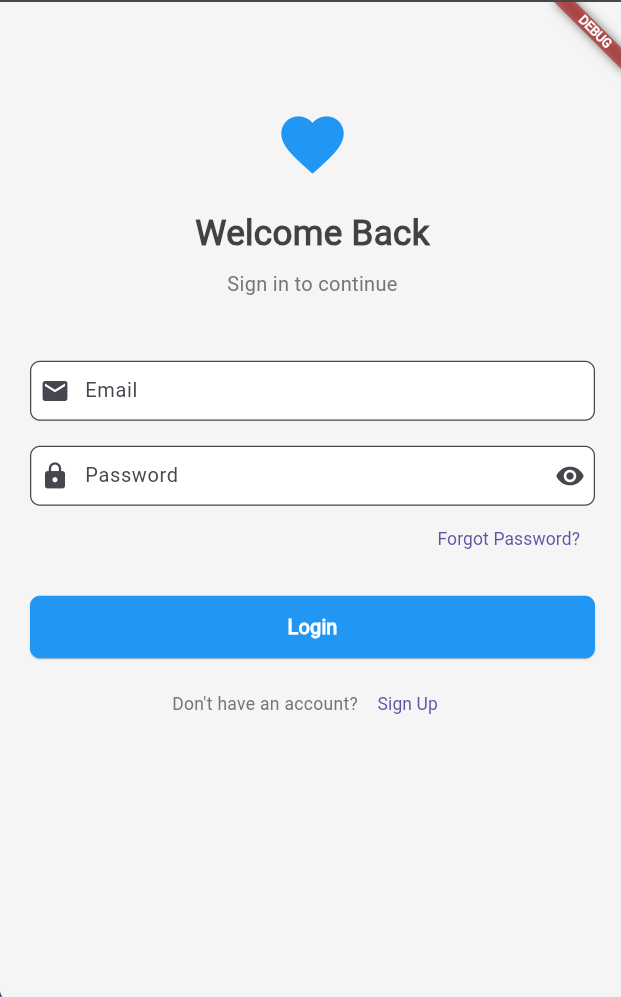 DEBUG
Welcome Back
Sign in to continue
Email
Password
Forgot Password?
Login
Don't have an account? Sign Up